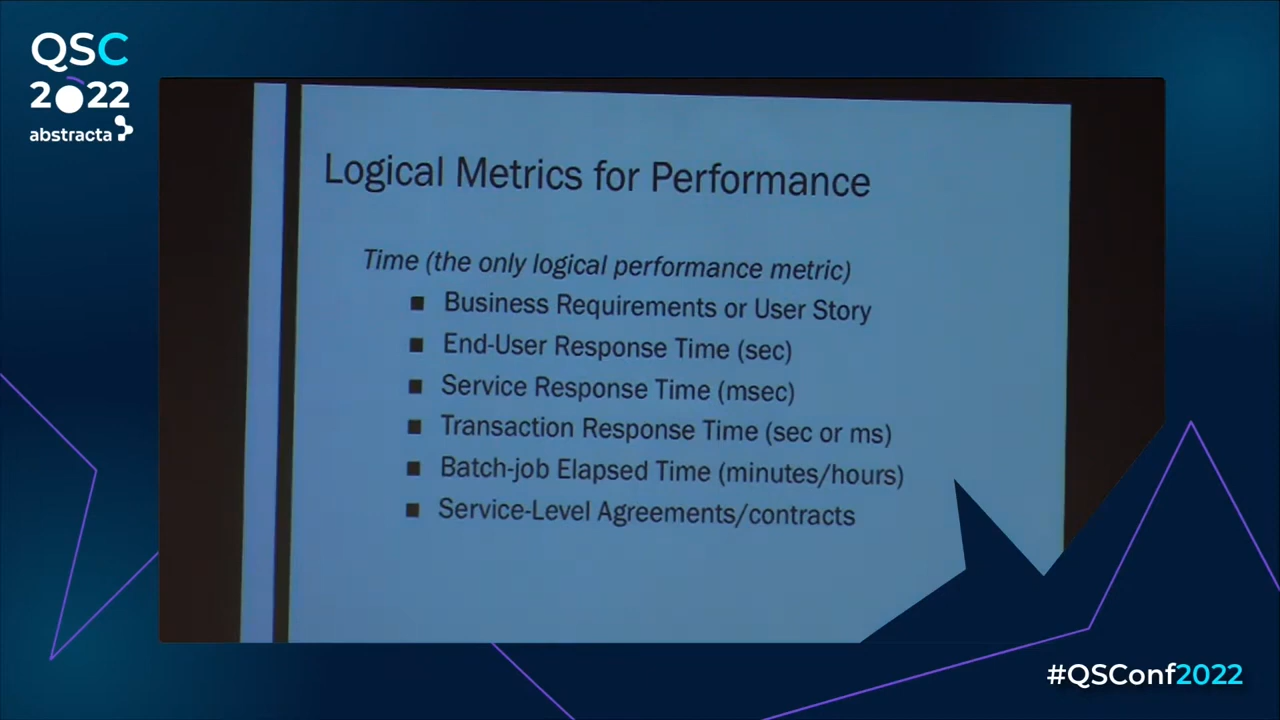 QSC
2022
abstracta
Logical Metrics for Performance
Time (the only logical performance metric)
■ Business Requirements or User Story
■ End-User Response Time (sec)
■ Service Response Time (msec)
■ Transaction Response Time (sec or ms)
■ Batch-job Elapsed Time (minutes/hours)
■ Service-Level Agreements/contracts
#QSConf2022